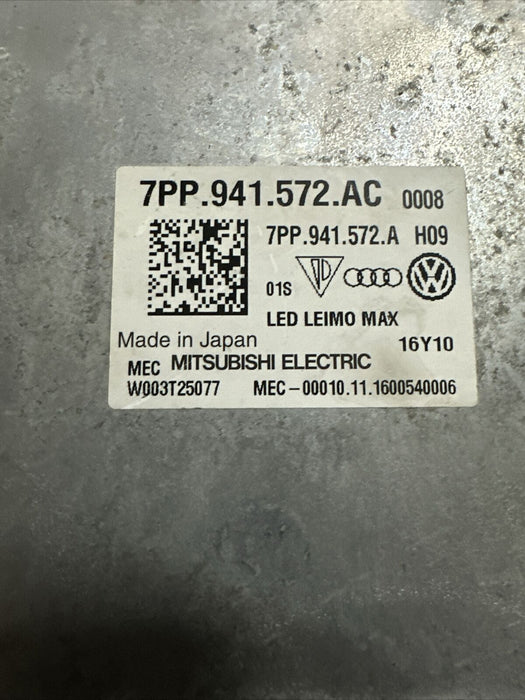 7PP.941.572.AC 0008
7PP.941.572.A H09
01S
LED LEIMO MAX
Made in Japan 16Y10
MEC MITSUBISHI ELECTRIC
W003T25077 MEC-00010.11.1600540006